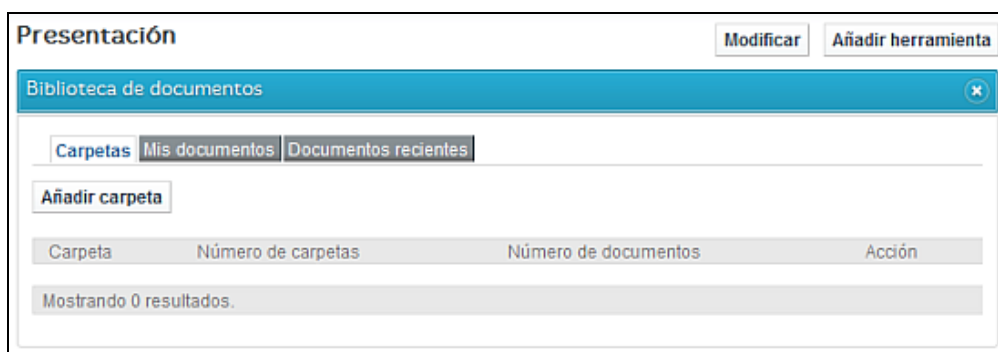 Presentación Modificar Añadir herramienta
Biblioteca de documentos
Carpetas Mis documentos Documentos recientes
Añadir carpeta
Carpeta Número de carpetas Número de documentos Acción
Mostrando 0 resultados.